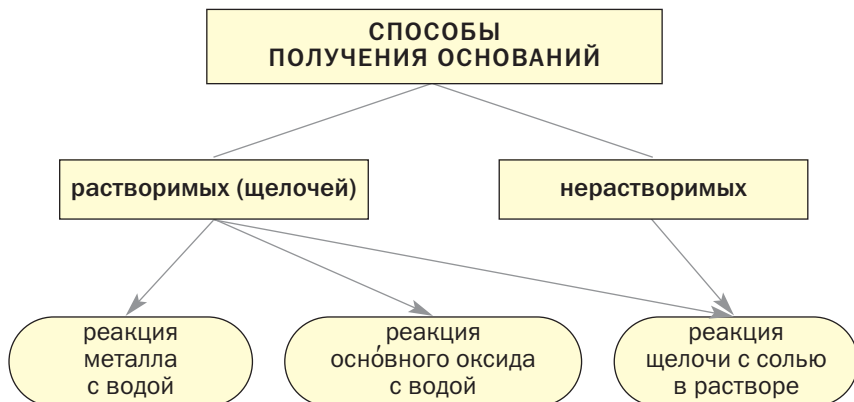 СПОСОБЫ
ПОЛУЧЕНИЯ ОСНОВАНИЙ
растворимых (щелочей)
нерастворимых
реакция
металла
с водой
реакция
осно́вного оксида
с водой
реакция
щелочи с солью
в растворе